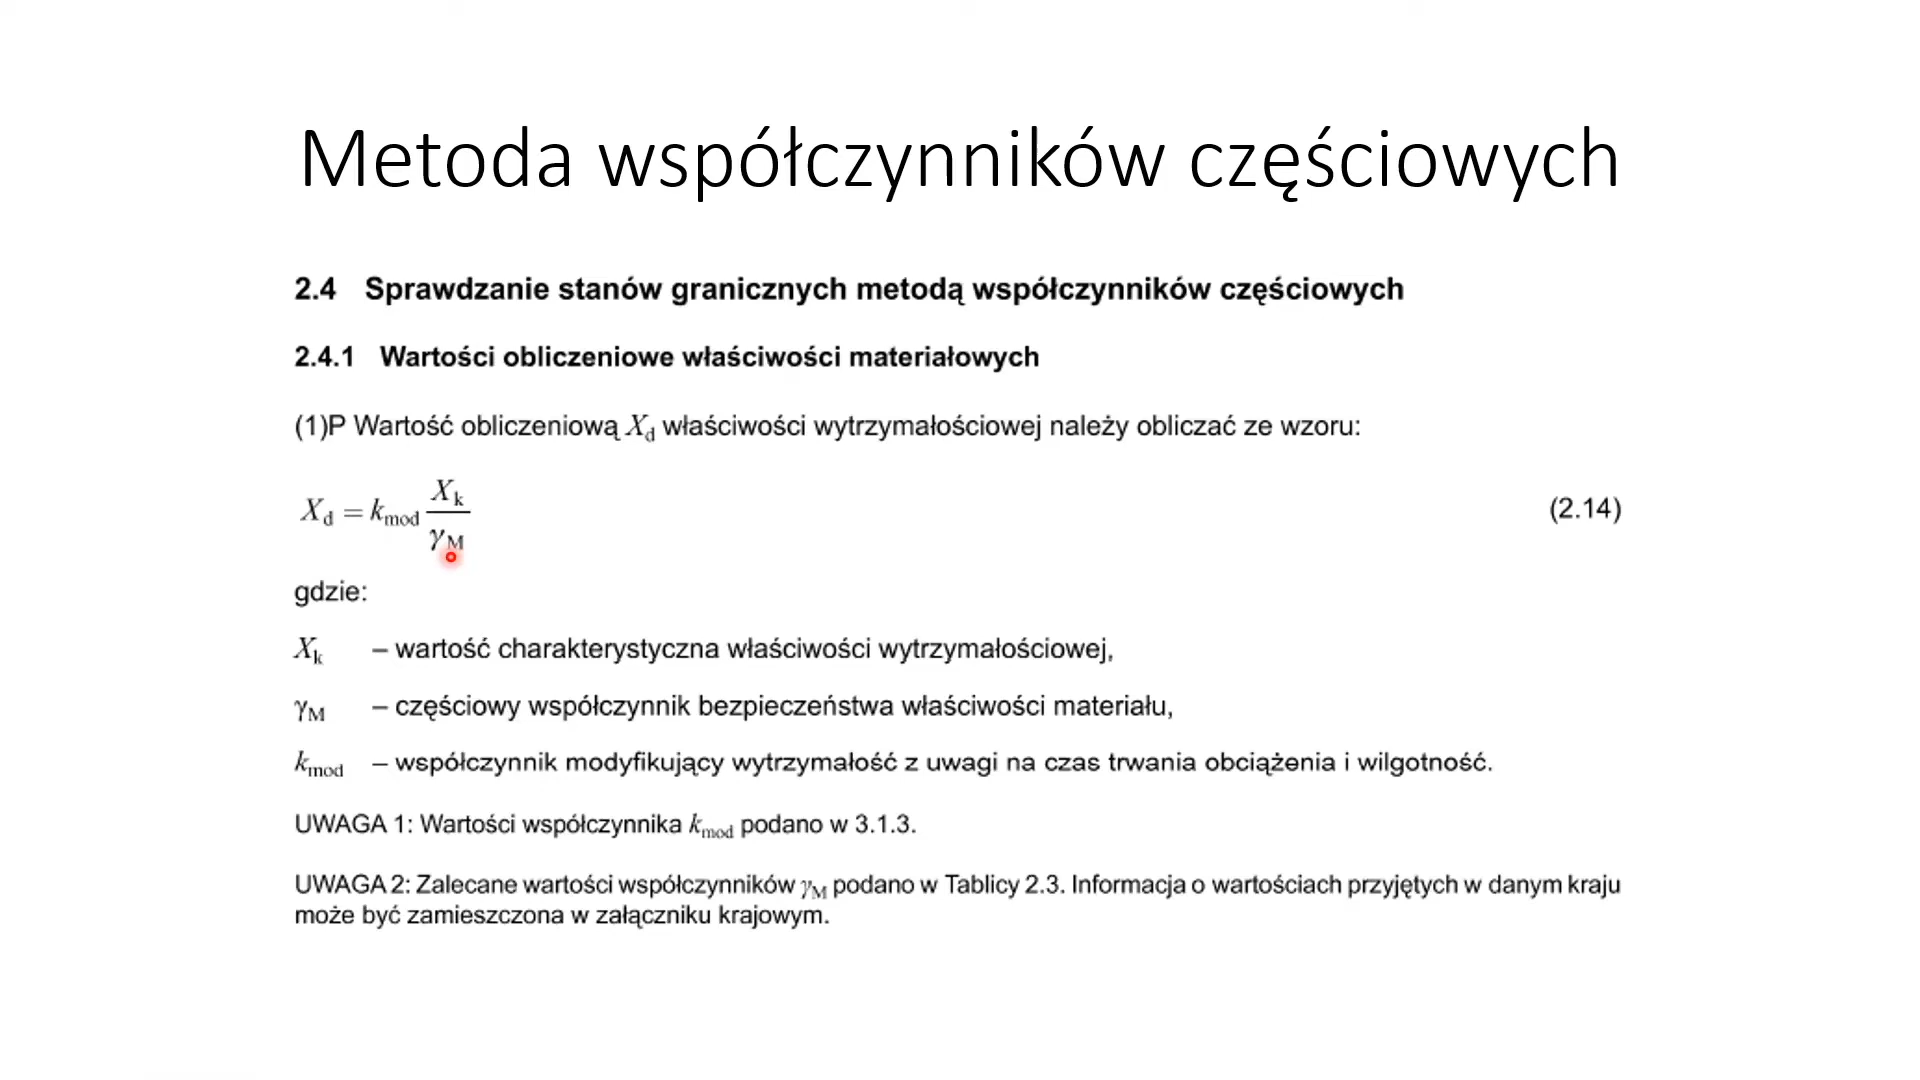 Metoda współczynników częściowych
2.4 Sprawdzanie stanów granicznych metodą współczynników częściowych
2.4.1 Wartości obliczeniowe właściwości materiałowych
(1)P Wartość obliczeniową Xd właściwości wytrzymałościowej należy obliczać ze wzoru:
Xd = kmod Xk / γM (2.14)
gdzie:
Xk – wartość charakterystyczna właściwości wytrzymałościowej,
γM – częściowy współczynnik bezpieczeństwa właściwości materiału,
kmod – współczynnik modyfikujący wytrzymałość z uwagi na czas trwania obciążenia i wilgotność.
UWAGA 1: Wartości współczynnika kmod podano w 3.1.3.
UWAGA 2: Zalecane wartości współczynników γM podano w Tablicy 2.3. Informacja o wartościach przyjętych w danym kraju
może być zamieszczona w załączniku krajowym.